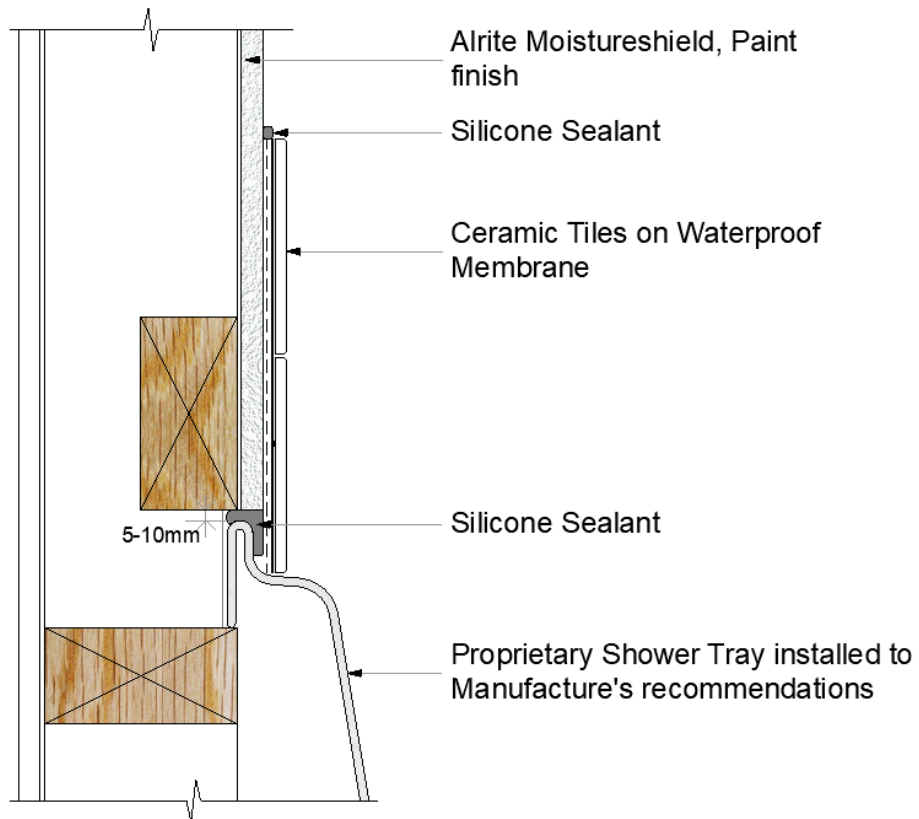 Alrite Moistureshield, Paint
finish
Silicone Sealant
Ceramic Tiles on Waterproof
Membrane
Silicone Sealant
5-10mm
Proprietary Shower Tray installed to
Manufacture's recommendations